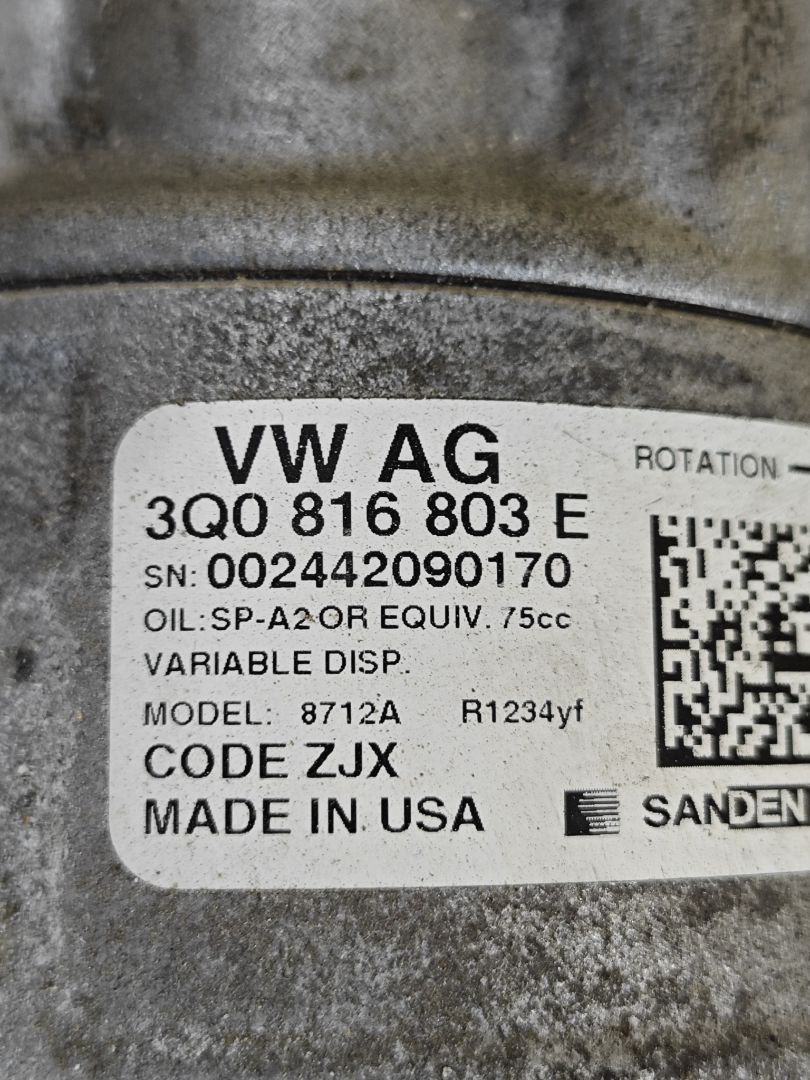 VW AG
ROTATION
3Q0 816 803 E
SN: 002442090170
OIL: SP-A2 OR EQUIV. 75cc
VARIABLE DISP.
MODEL: 8712A R1234yf
CODE ZJX
MADE IN USA
SANDEN